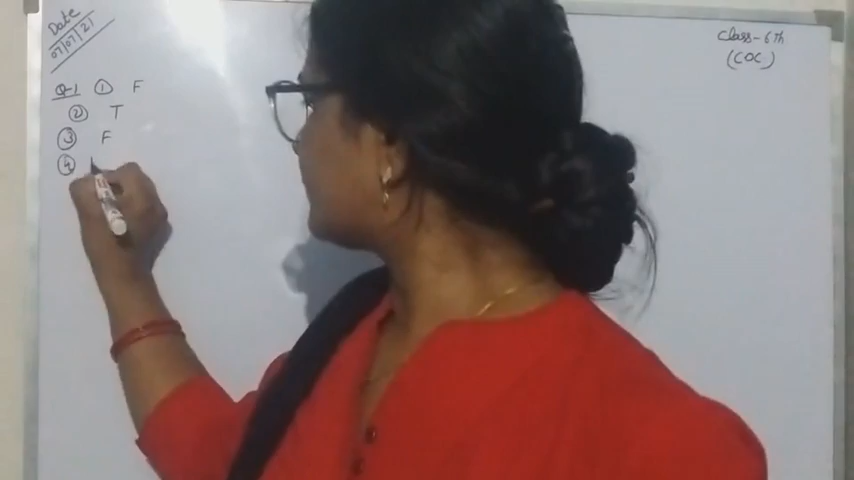 Date
07/07/21
Class-6th
(COC)
Q-1 ① F
② T
③ F
④